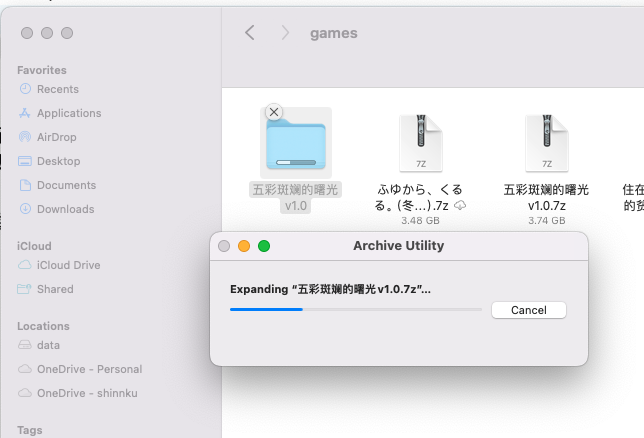 games
Favorites
Recents
Applications
AirDrop
Desktop
Documents
Downloads
iCloud
iCloud Drive
Shared
Locations
data
OneDrive - Personal
OneDrive - shinnku
Tags
五彩斑斓的曙光
v1.0
7Z
ふゆから、くる
る。(冬...).7z
3.48 GB
7Z
五彩斑斓的曙光
v1.0.7z
3.74 GB
住在
的贫
Archive Utility
Expanding “五彩斑斓的曙光v1.0.7z”...
Cancel